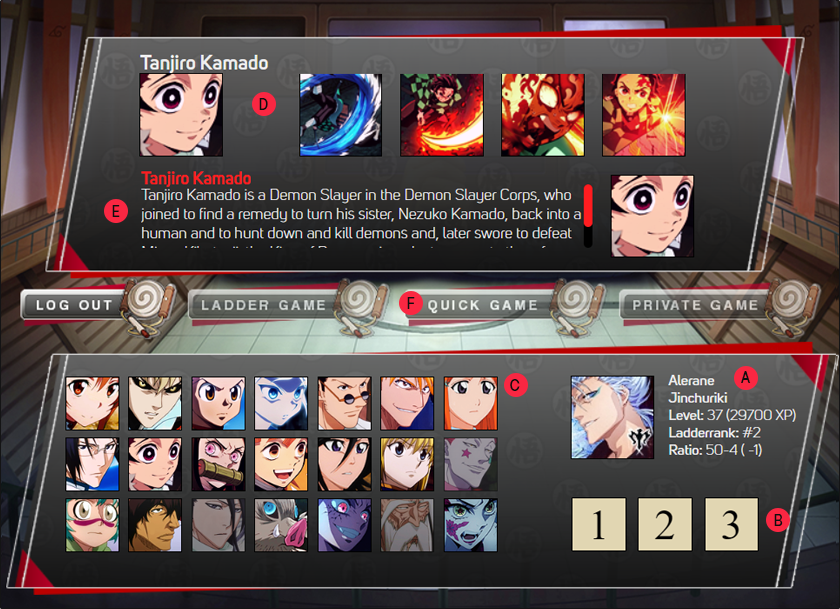 Tanjiro Kamado
D
Tanjiro Kamado
Tanjiro Kamado is a Demon Slayer in the Demon Slayer Corps, who
E
joined to find a remedy to turn his sister, Nezuko Kamado, back into a
human and to hunt down and kill demons and, later swore to defeat
LOG OUT
LADDER GAME
F
QUICK GAME
PRIVATE GAME
C
Alerane
A
Jinchuriki
Level: 37 (29700 XP)
Ladderrank: #2
Ratio: 50-4 ( -1)
1 2 3
B